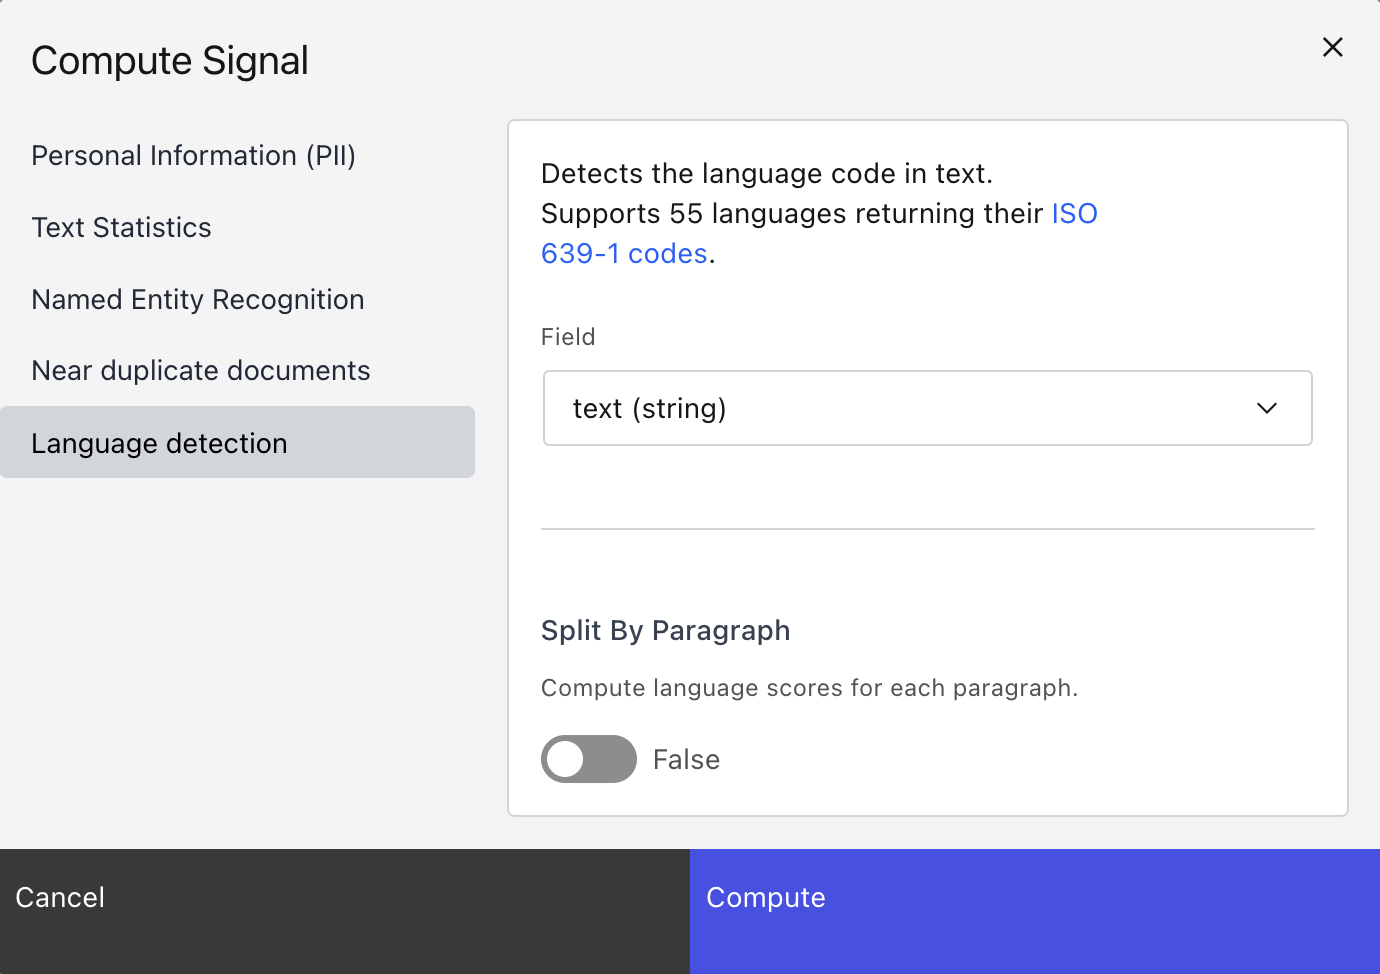 Compute Signal
Personal Information (PII)
Text Statistics
Named Entity Recognition
Near duplicate documents
Language detection
Detects the language code in text.
Supports 55 languages returning their ISO
639-1 codes.
Field
text (string)
Split By Paragraph
Compute language scores for each paragraph.
False
Cancel
Compute